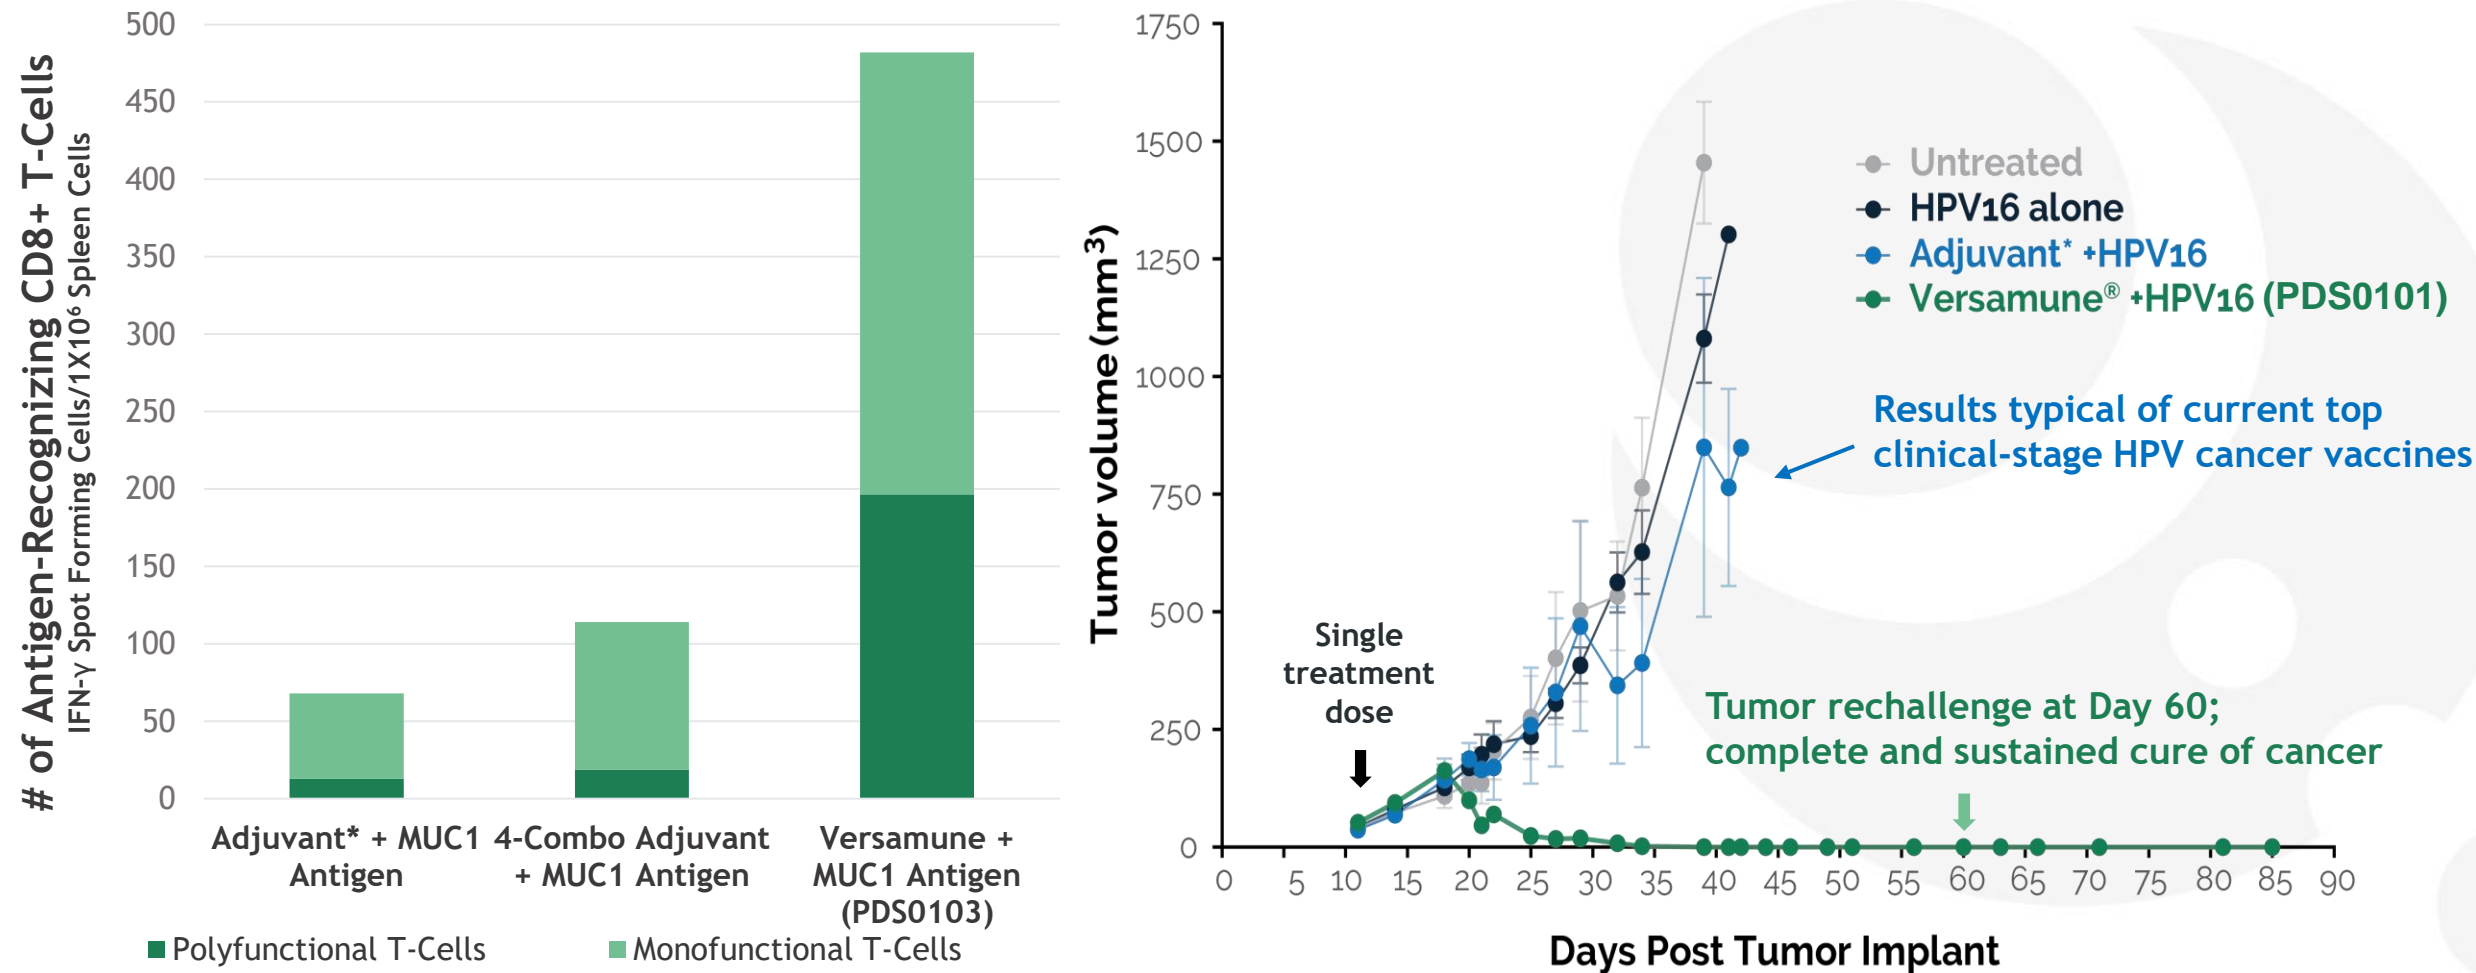 # of Antigen-Recognizing CD8+ T-Cells
IFN-γ Spot Forming Cells/1X10⁶ Spleen Cells
500
450
400
350
300
250
200
150
100
50
0
Adjuvant* + MUC1
Antigen
4-Combo Adjuvant
+ MUC1 Antigen
Versamune +
MUC1 Antigen
(PDS0103)
Polyfunctional T-Cells
Monofunctional T-Cells
Tumor volume (mm³)
1750
1500
1250
1000
750
500
250
0
Untreated
HPV16 alone
Adjuvant* +HPV16
Versamune® +HPV16 (PDS0101)
Results typical of current top
clinical-stage HPV cancer vaccines
Single
treatment
dose
Tumor rechallenge at Day 60;
complete and sustained cure of cancer
0 5 10 15 20 25 30 35 40 45 50 55 60 65 70 75 80 85 90
Days Post Tumor Implant